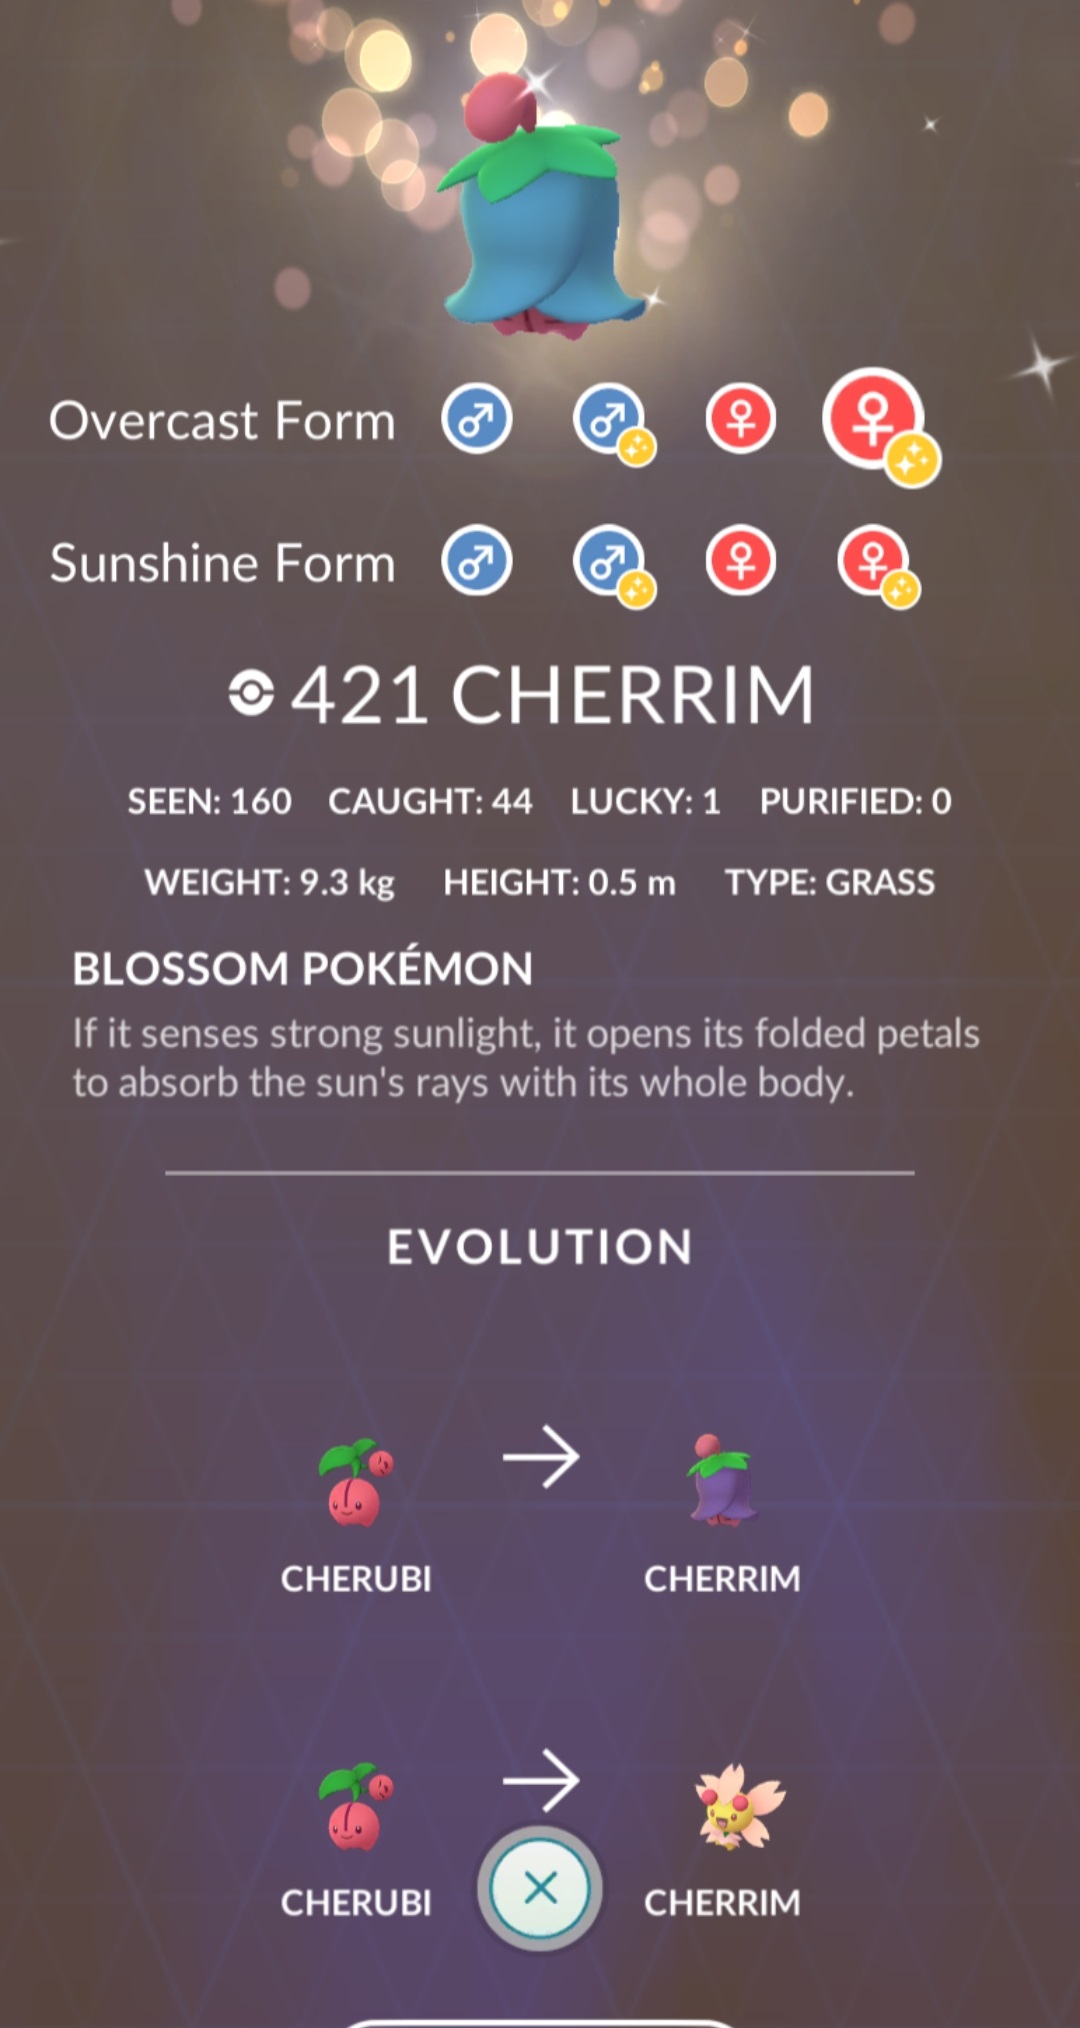 Overcast Form
Sunshine Form
421 CHERRIM
SEEN: 160 CAUGHT: 44 LUCKY: 1 PURIFIED: 0
WEIGHT: 9.3 kg HEIGHT: 0.5 m TYPE: GRASS
BLOSSOM POKÉMON
If it senses strong sunlight, it opens its folded petals
to absorb the sun's rays with its whole body.
EVOLUTION
CHERUBI CHERRIM
CHERUBI CHERRIM